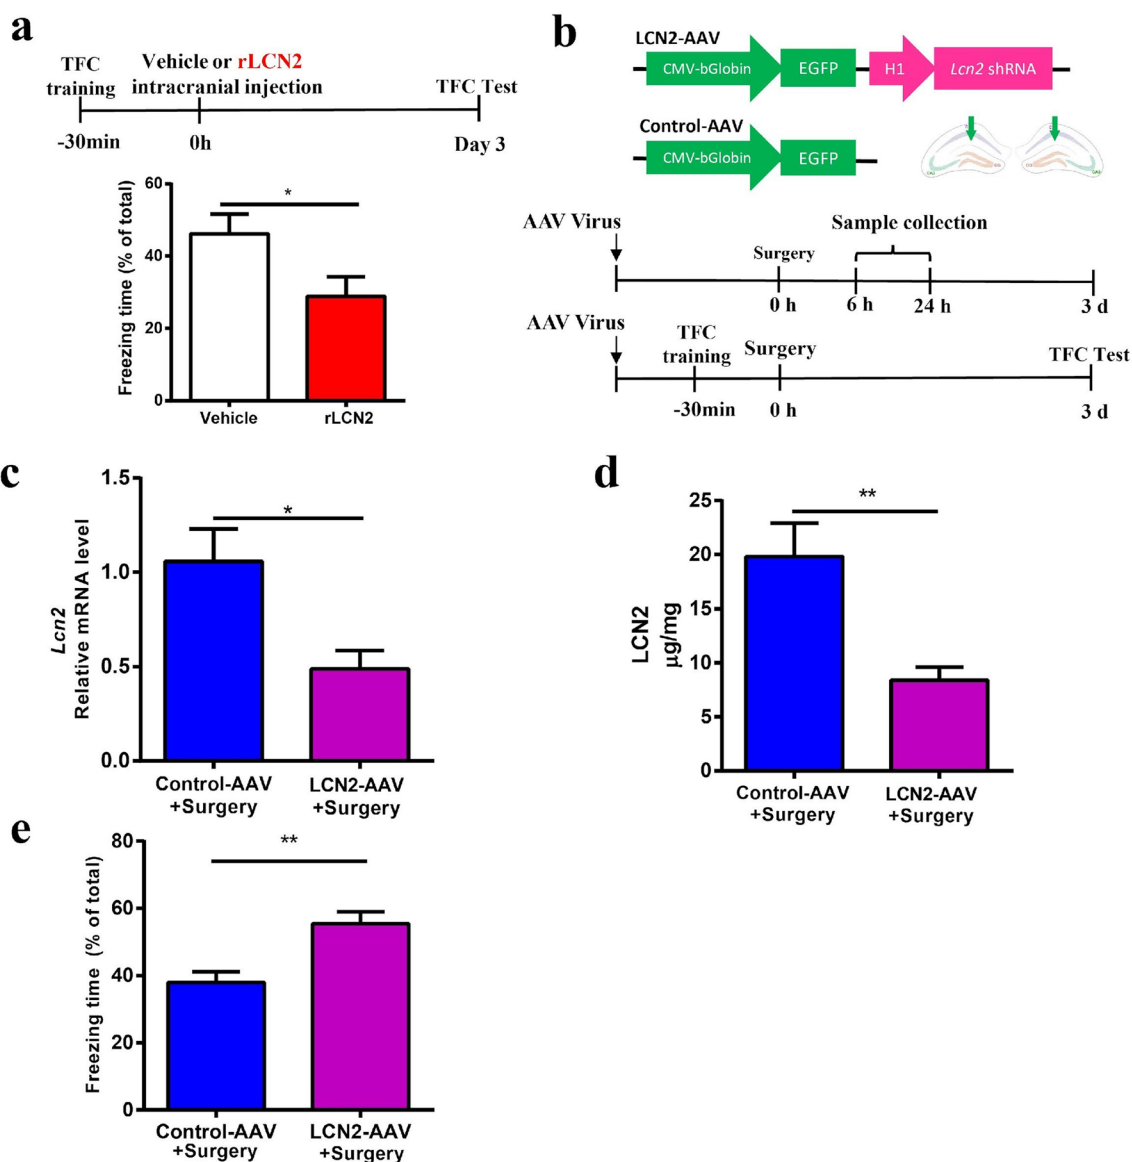 a
TFC
training
Vehicle or rLCN2
intracranial injection
TFC Test
-30min
0h
Day 3
Freezing time (% of total)
60
40
20
0
*
Vehicle
rLCN2
b
LCN2-AAV
CMV-bGlobin
EGFP
H1
Lcn2 shRNA
Control-AAV
CMV-bGlobin
EGFP
AAV Virus
Surgery
Sample collection
0 h
6 h
24 h
3 d
AAV Virus
TFC
training
Surgery
TFC Test
-30min
0 h
3 d
c
Lcn2
Relative mRNA level
1.5
1.0
0.5
0.0
*
Control-AAV
+Surgery
LCN2-AAV
+Surgery
d
LCN2
µg/mg
25
20
15
10
5
0
**
Control-AAV
+Surgery
LCN2-AAV
+Surgery
e
Freezing time (% of total)
80
60
40
20
0
**
Control-AAV
+Surgery
LCN2-AAV
+Surgery